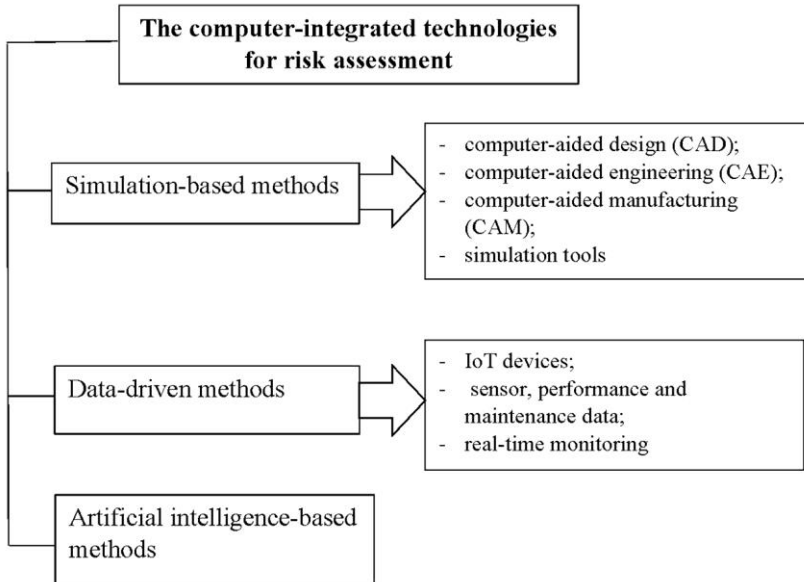 The computer-integrated technologies
for risk assessment
Simulation-based methods
- computer-aided design (CAD);
- computer-aided engineering (CAE);
- computer-aided manufacturing
(CAM);
- simulation tools
Data-driven methods
- IoT devices;
- sensor, performance and
maintenance data;
- real-time monitoring
Artificial intelligence-based
methods